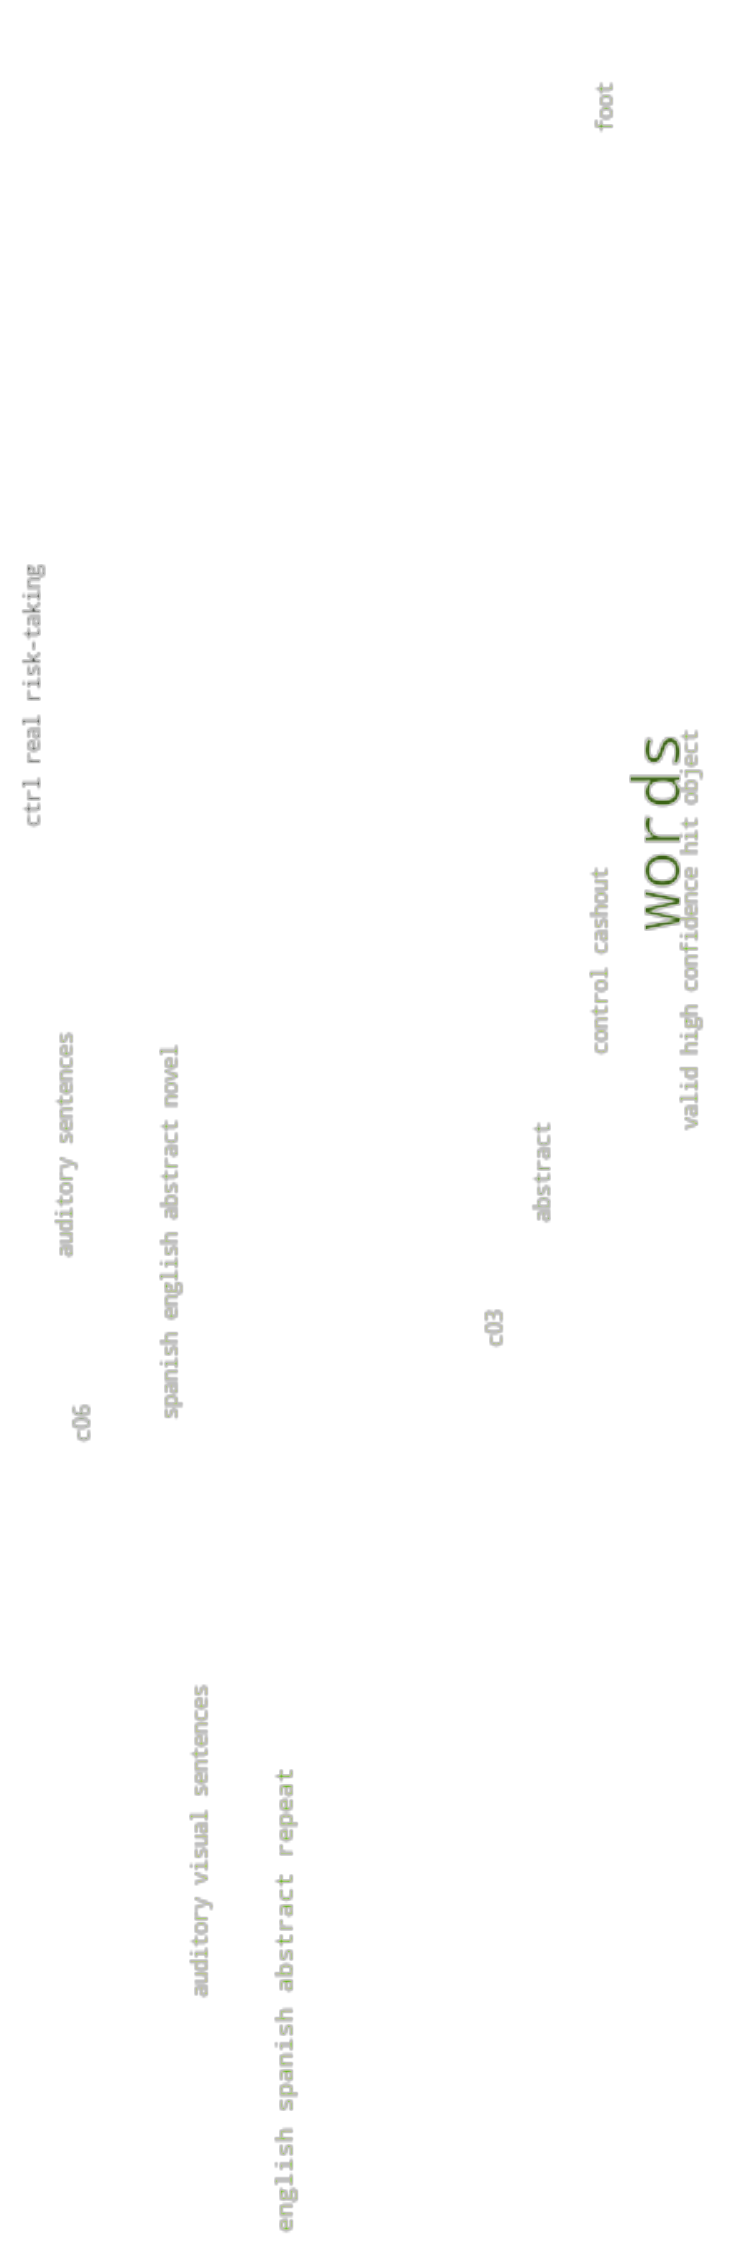 ctrl real risk-taking
auditory sentences
c06
spanish english abstract novel
auditory visual sentences
english spanish abstract repeat
c03
abstract
control cashout
foot
words
valid high confidence hit object